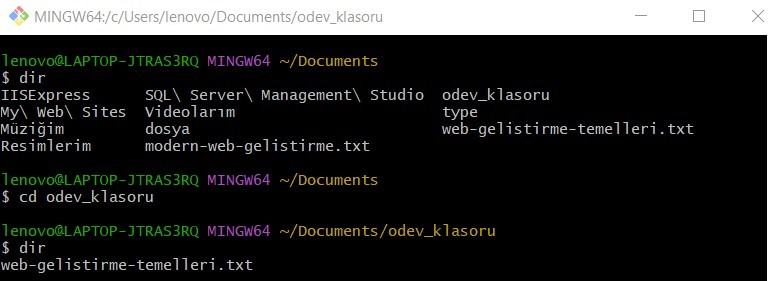 MINGW64:/c/Users/lenovo/Documents/odev_klasoru
lenovo@LAPTOP-JTRAS3RQ MINGW64 ~/Documents
$ dir
IISExpress      SQL\ Server\ Management\ Studio  odev_klasoru
My\ Web\ Sites  Videolarım                       type
Müziğim         dosya                            web-gelistirme-temelleri.txt
Resimlerim      modern-web-gelistirme.txt
lenovo@LAPTOP-JTRAS3RQ MINGW64 ~/Documents
$ cd odev_klasoru
lenovo@LAPTOP-JTRAS3RQ MINGW64 ~/Documents/odev_klasoru
$ dir
web-gelistirme-temelleri.txt